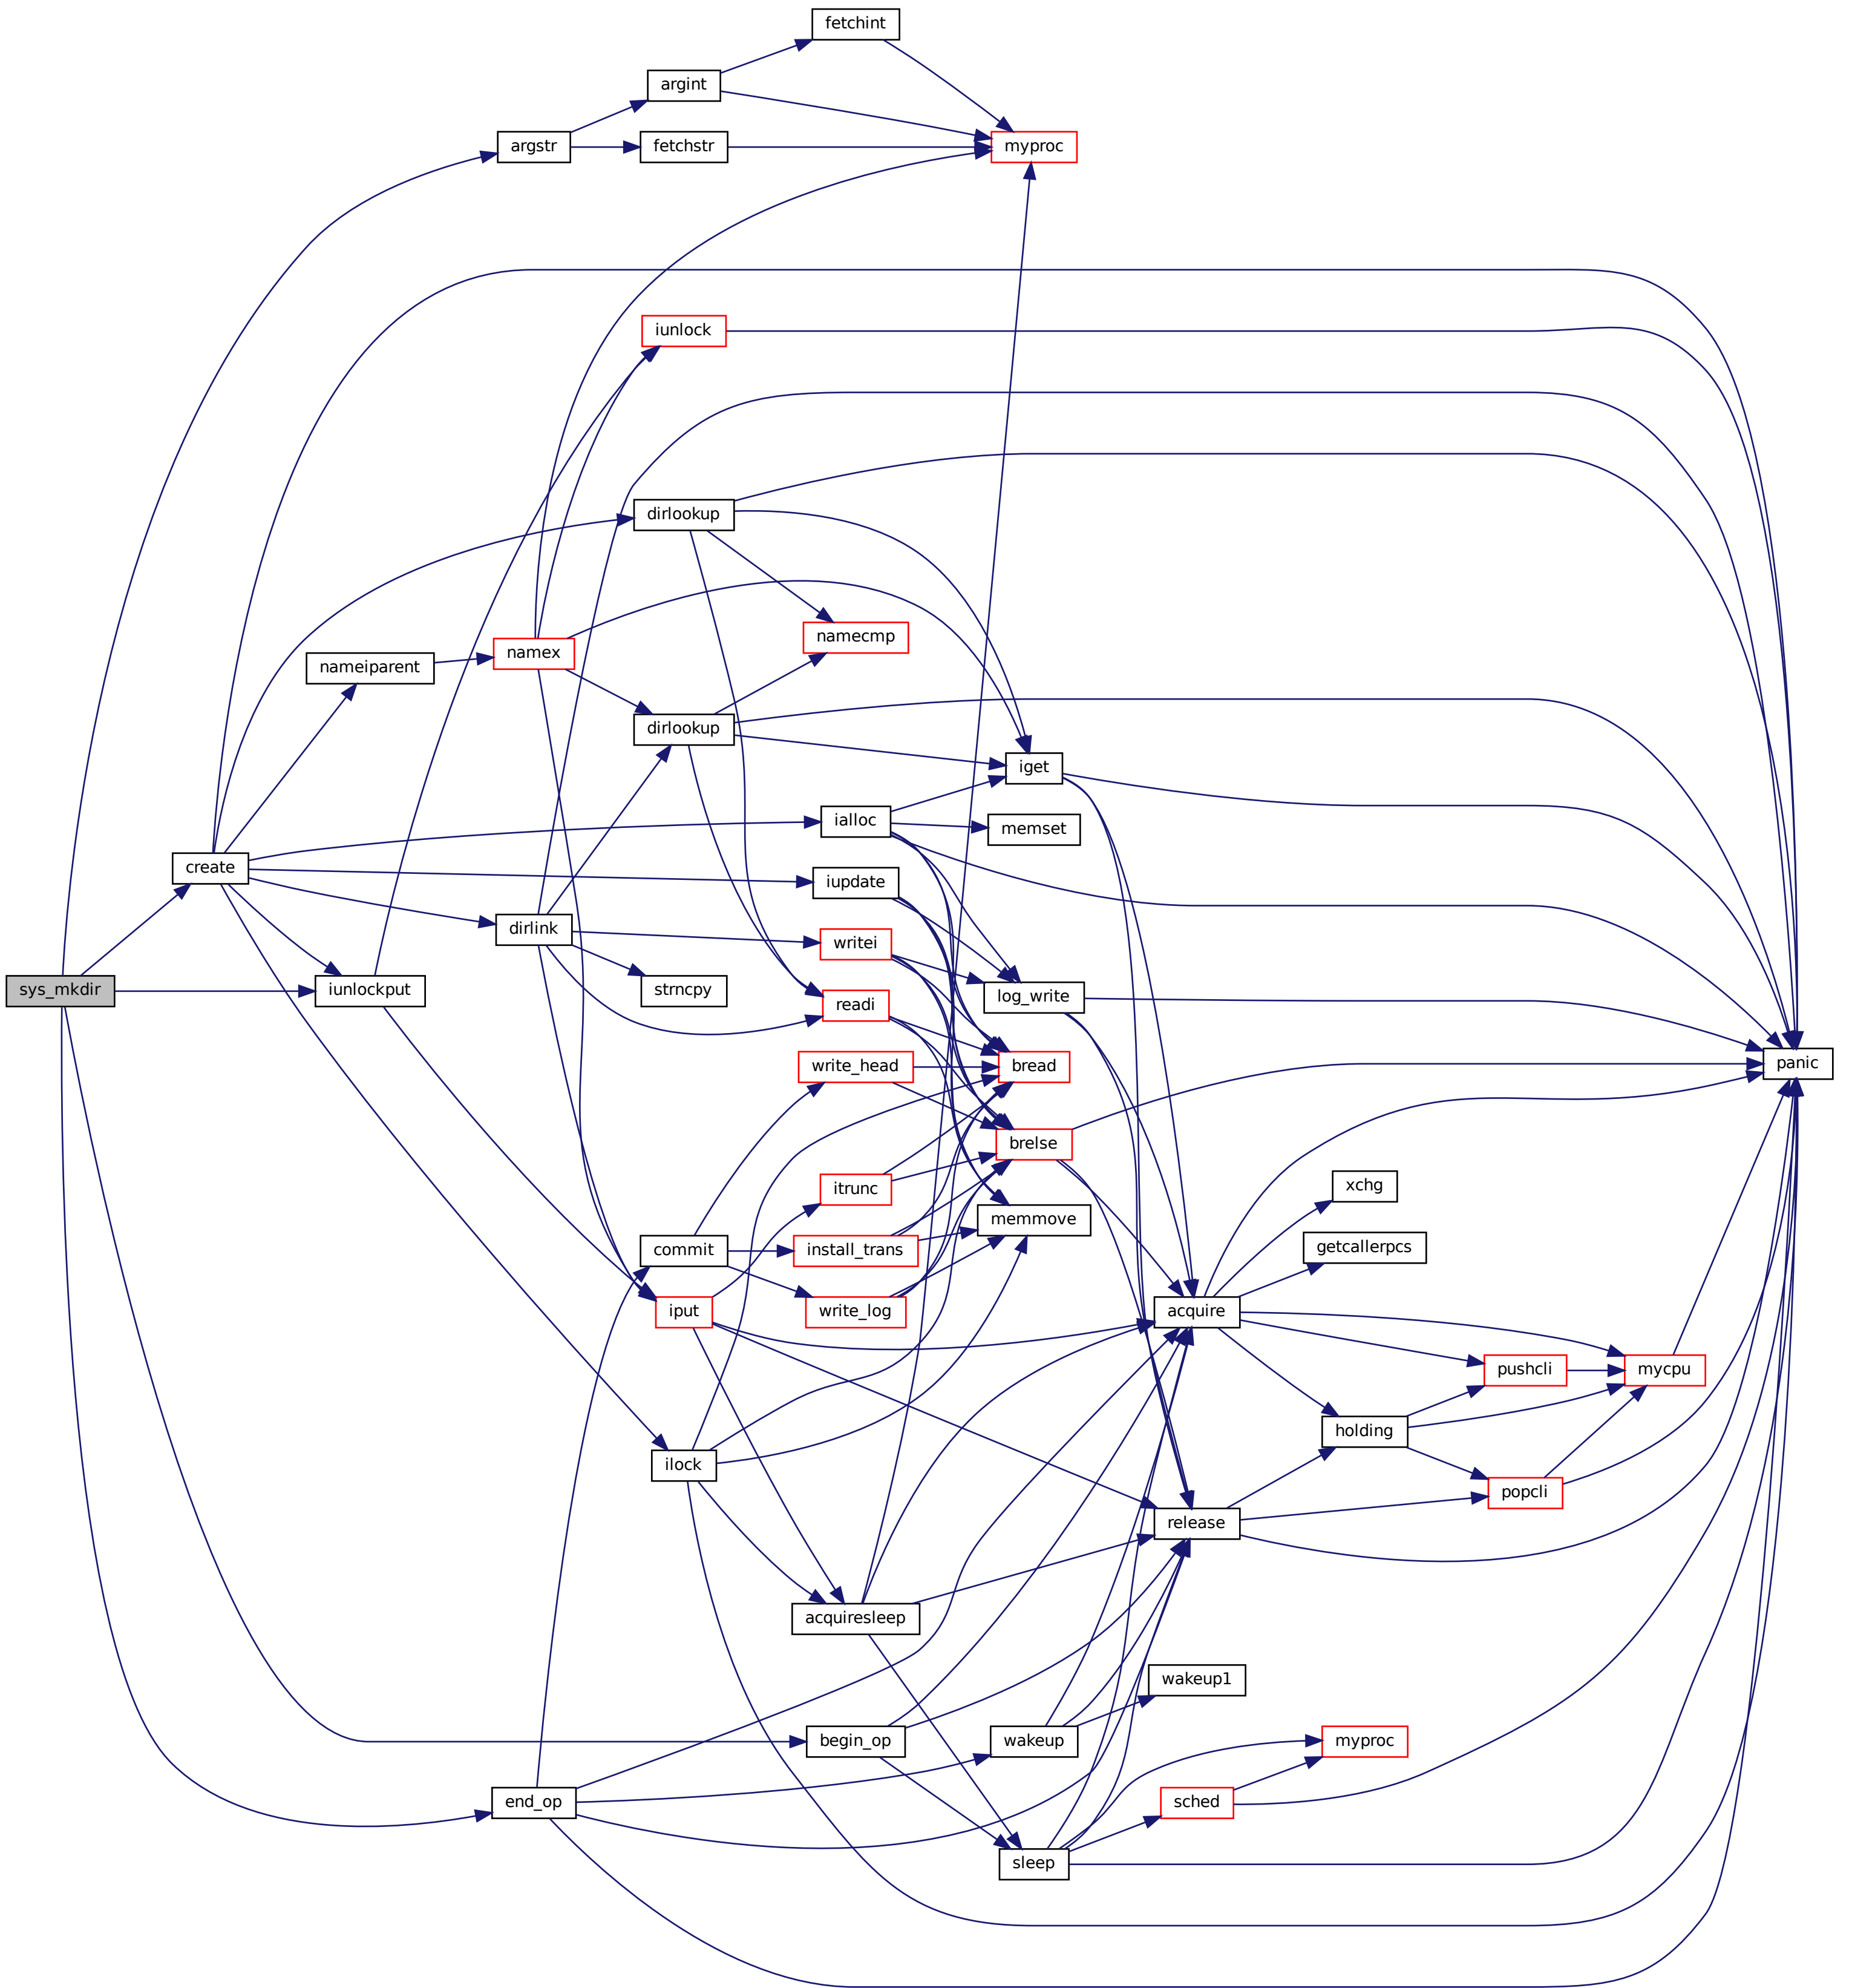 fetchint
argint
argstr
fetchstr
myproc
iunlock
dirlookup
namecmp
nameiparent
namex
dirlookup
iget
ialloc
memset
create
iupdate
dirlink
writei
sys_mkdir
iunlockput
strncpy
readi
log_write
write_head
bread
panic
brelse
itrunc
xchg
memmove
commit
install_trans
getcallerpcs
iput
write_log
acquire
pushcli
mycpu
holding
ilock
popcli
release
acquiresleep
wakeup1
begin_op
wakeup
myproc
end_op
sched
sleep